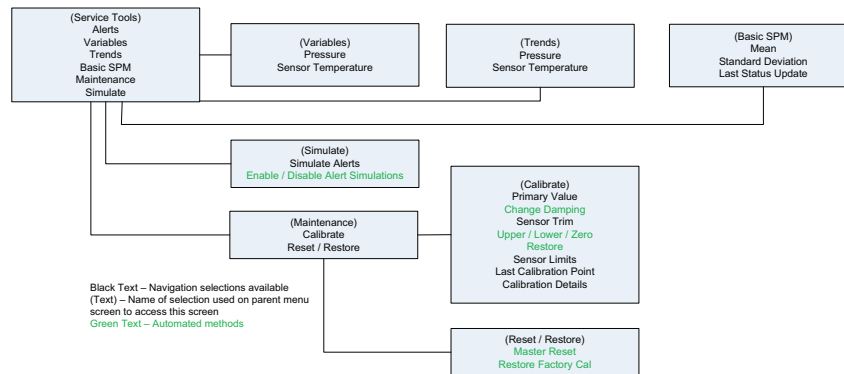 (Service Tools)
Alerts
Variables
Trends
Basic SPM
Maintenance
Simulate
(Variables)
Pressure
Sensor Temperature
(Trends)
Pressure
Sensor Temperature
(Basic SPM)
Mean
Standard Deviation
Last Status Update
(Simulate)
Simulate Alerts
Enable / Disable Alert Simulations
(Maintenance)
Calibrate
Reset / Restore
(Calibrate)
Primary Value
Change Damping
Sensor Trim
Upper / Lower / Zero
Restore
Sensor Limits
Last Calibration Point
Calibration Details
Black Text – Navigation selections available
(Text) – Name of selection used on parent menu
screen to access this screen
Green Text – Automated methods
(Reset / Restore)
Master Reset
Restore Factory Cal